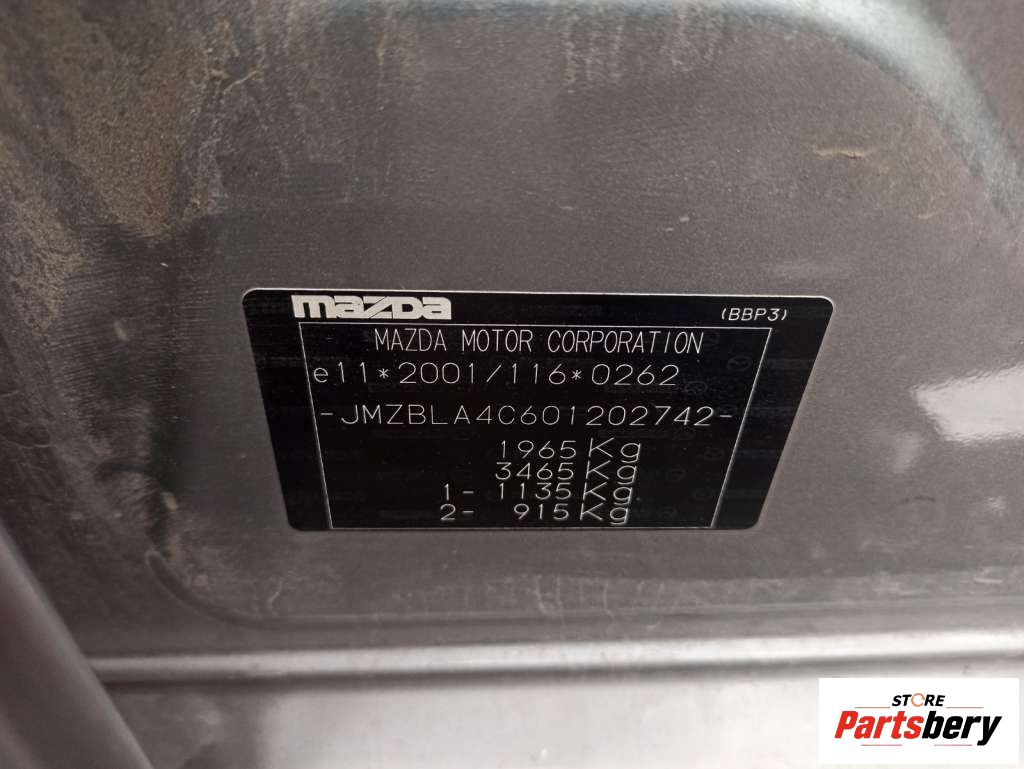 mazda
(BBP3)
MAZDA MOTOR CORPORATION
e11*2001/116*0262
-JMZBLA4C601202742-
1965Kg
3465Kg
1- 1135Kg
2- 915Kg
STORE
Partsbery